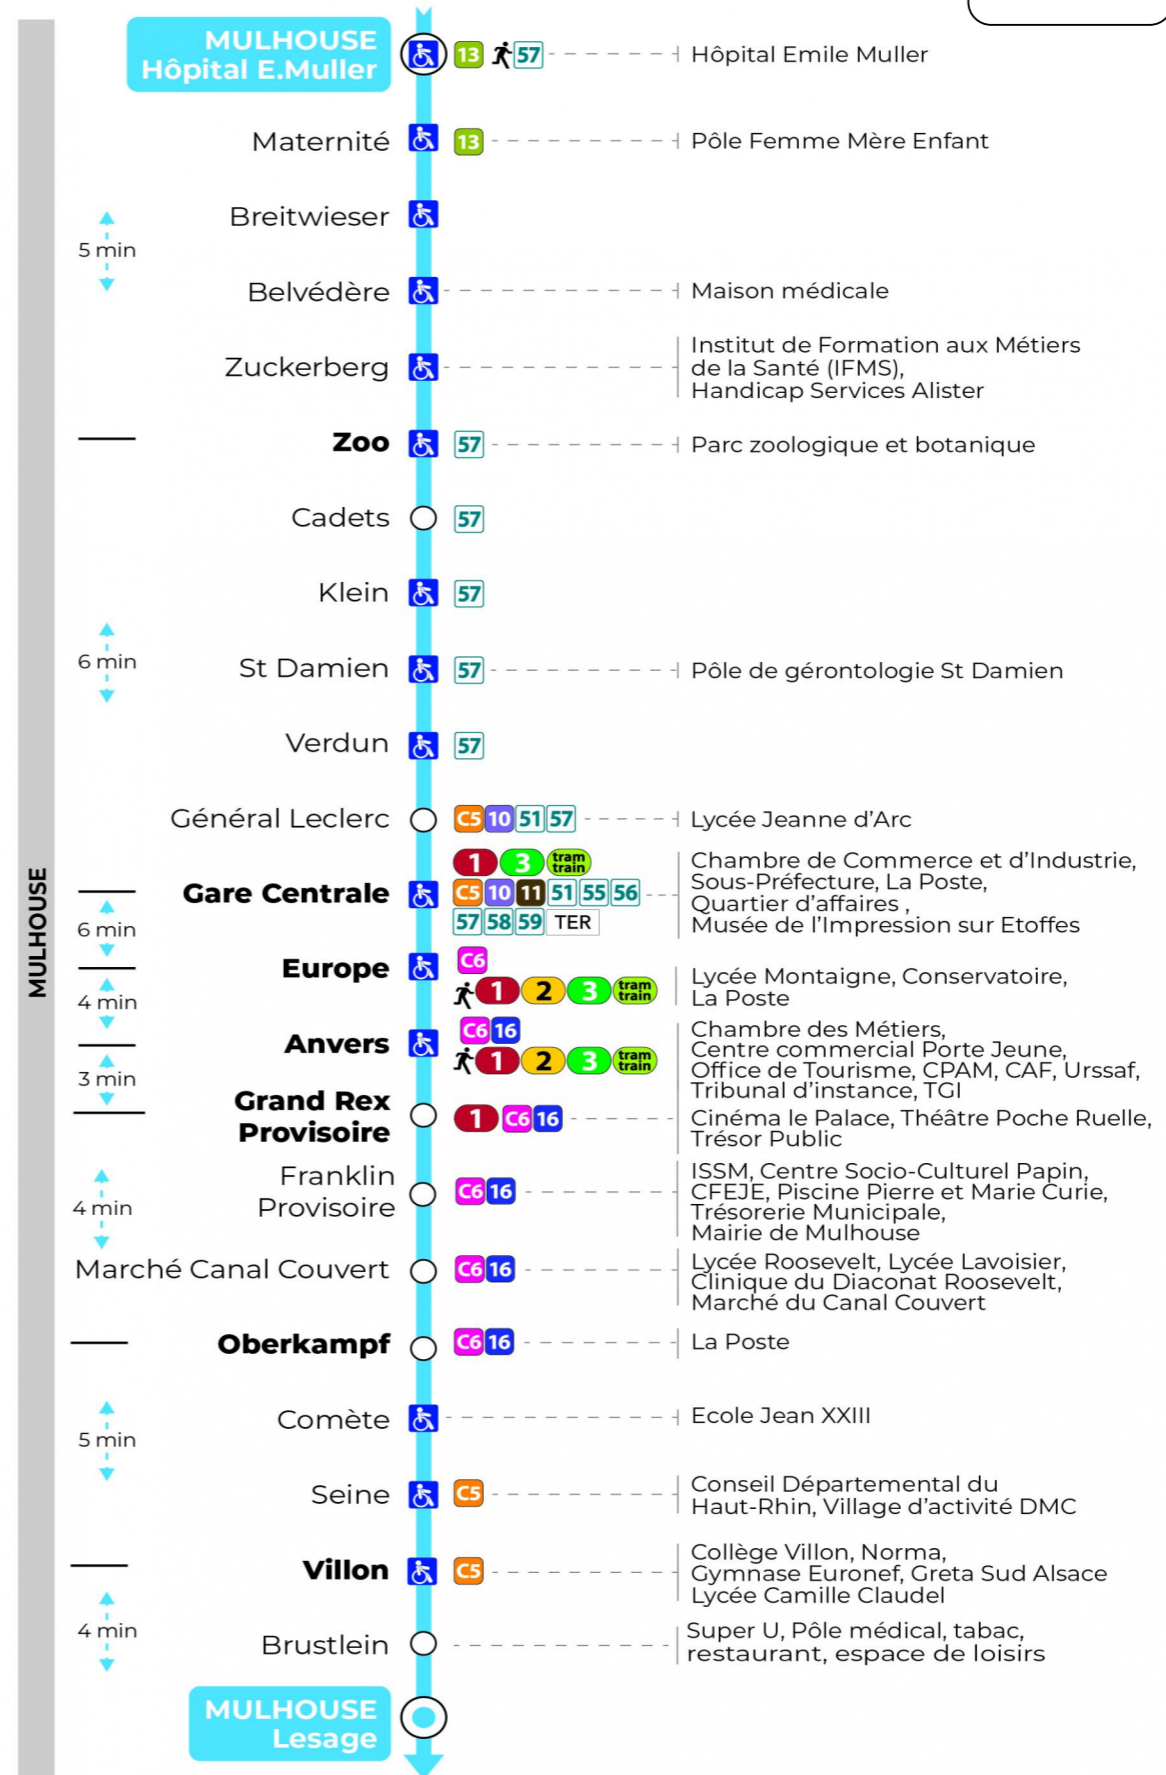 MULHOUSE
Hôpital E.Muller
13 57
Hôpital Emile Muller
Maternité
13
Pôle Femme Mère Enfant
Breitwieser
5 min
Belvédère
Maison médicale
Zuckerberg
Institut de Formation aux Métiers
de la Santé (IFMS),
Handicap Services Alister
Zoo
57
Parc zoologique et botanique
Cadets
57
Klein
57
6 min
St Damien
57
Pôle de gérontologie St Damien
Verdun
57
Général Leclerc
C5 10 51 57
Lycée Jeanne d’Arc
MULHOUSE
Gare Centrale
1 3 tram
train
C5 10 11 51 55 56
57 58 59 TER
Chambre de Commerce et d’Industrie,
Sous-Préfecture, La Poste,
Quartier d’affaires ,
Musée de l’Impression sur Etoffes
6 min
Europe
C6
1 2 3 tram
train
Lycée Montaigne, Conservatoire,
La Poste
4 min
Anvers
C6 16
1 2 3 tram
train
Chambre des Métiers,
Centre commercial Porte Jeune,
Office de Tourisme, CPAM, CAF, Urssaf,
Tribunal d’instance, TGI
3 min
Grand Rex
Provisoire
1 C6 16
Cinéma le Palace, Théâtre Poche Ruelle,
Trésor Public
Franklin
Provisoire
C6 16
ISSM, Centre Socio-Culturel Papin,
CFEJE, Piscine Pierre et Marie Curie,
Trésorerie Municipale,
Mairie de Mulhouse
4 min
Marché Canal Couvert
C6 16
Lycée Roosevelt, Lycée Lavoisier,
Clinique du Diaconat Roosevelt,
Marché du Canal Couvert
Oberkampf
C6 16
La Poste
Comète
Ecole Jean XXIII
5 min
Seine
C5
Conseil Départemental du
Haut-Rhin, Village d’activité DMC
Villon
C5
Collège Villon, Norma,
Gymnase Euronef, Greta Sud Alsace
Lycée Camille Claudel
4 min
Brustlein
Super U, Pôle médical, tabac,
restaurant, espace de loisirs
MULHOUSE
Lesage